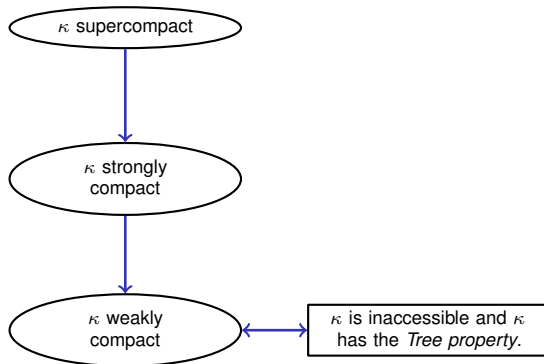 κ supercompact
κ strongly
compact
κ weakly
compact
κ is inaccessible and κ
has the Tree property.